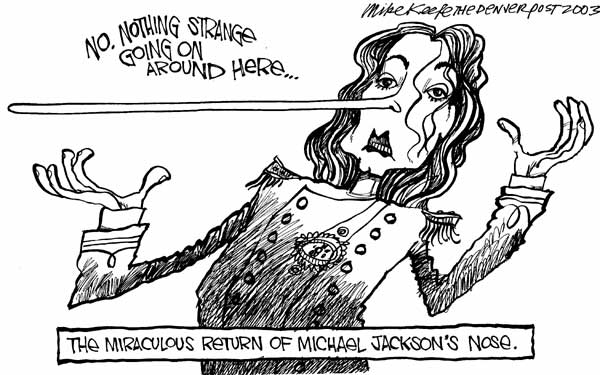 Mike Keefe THE DENVER POST 2003
NO, NOTHING STRANGE
GOING ON
AROUND HERE...
THE MIRACULOUS RETURN OF MICHAEL JACKSON'S NOSE.